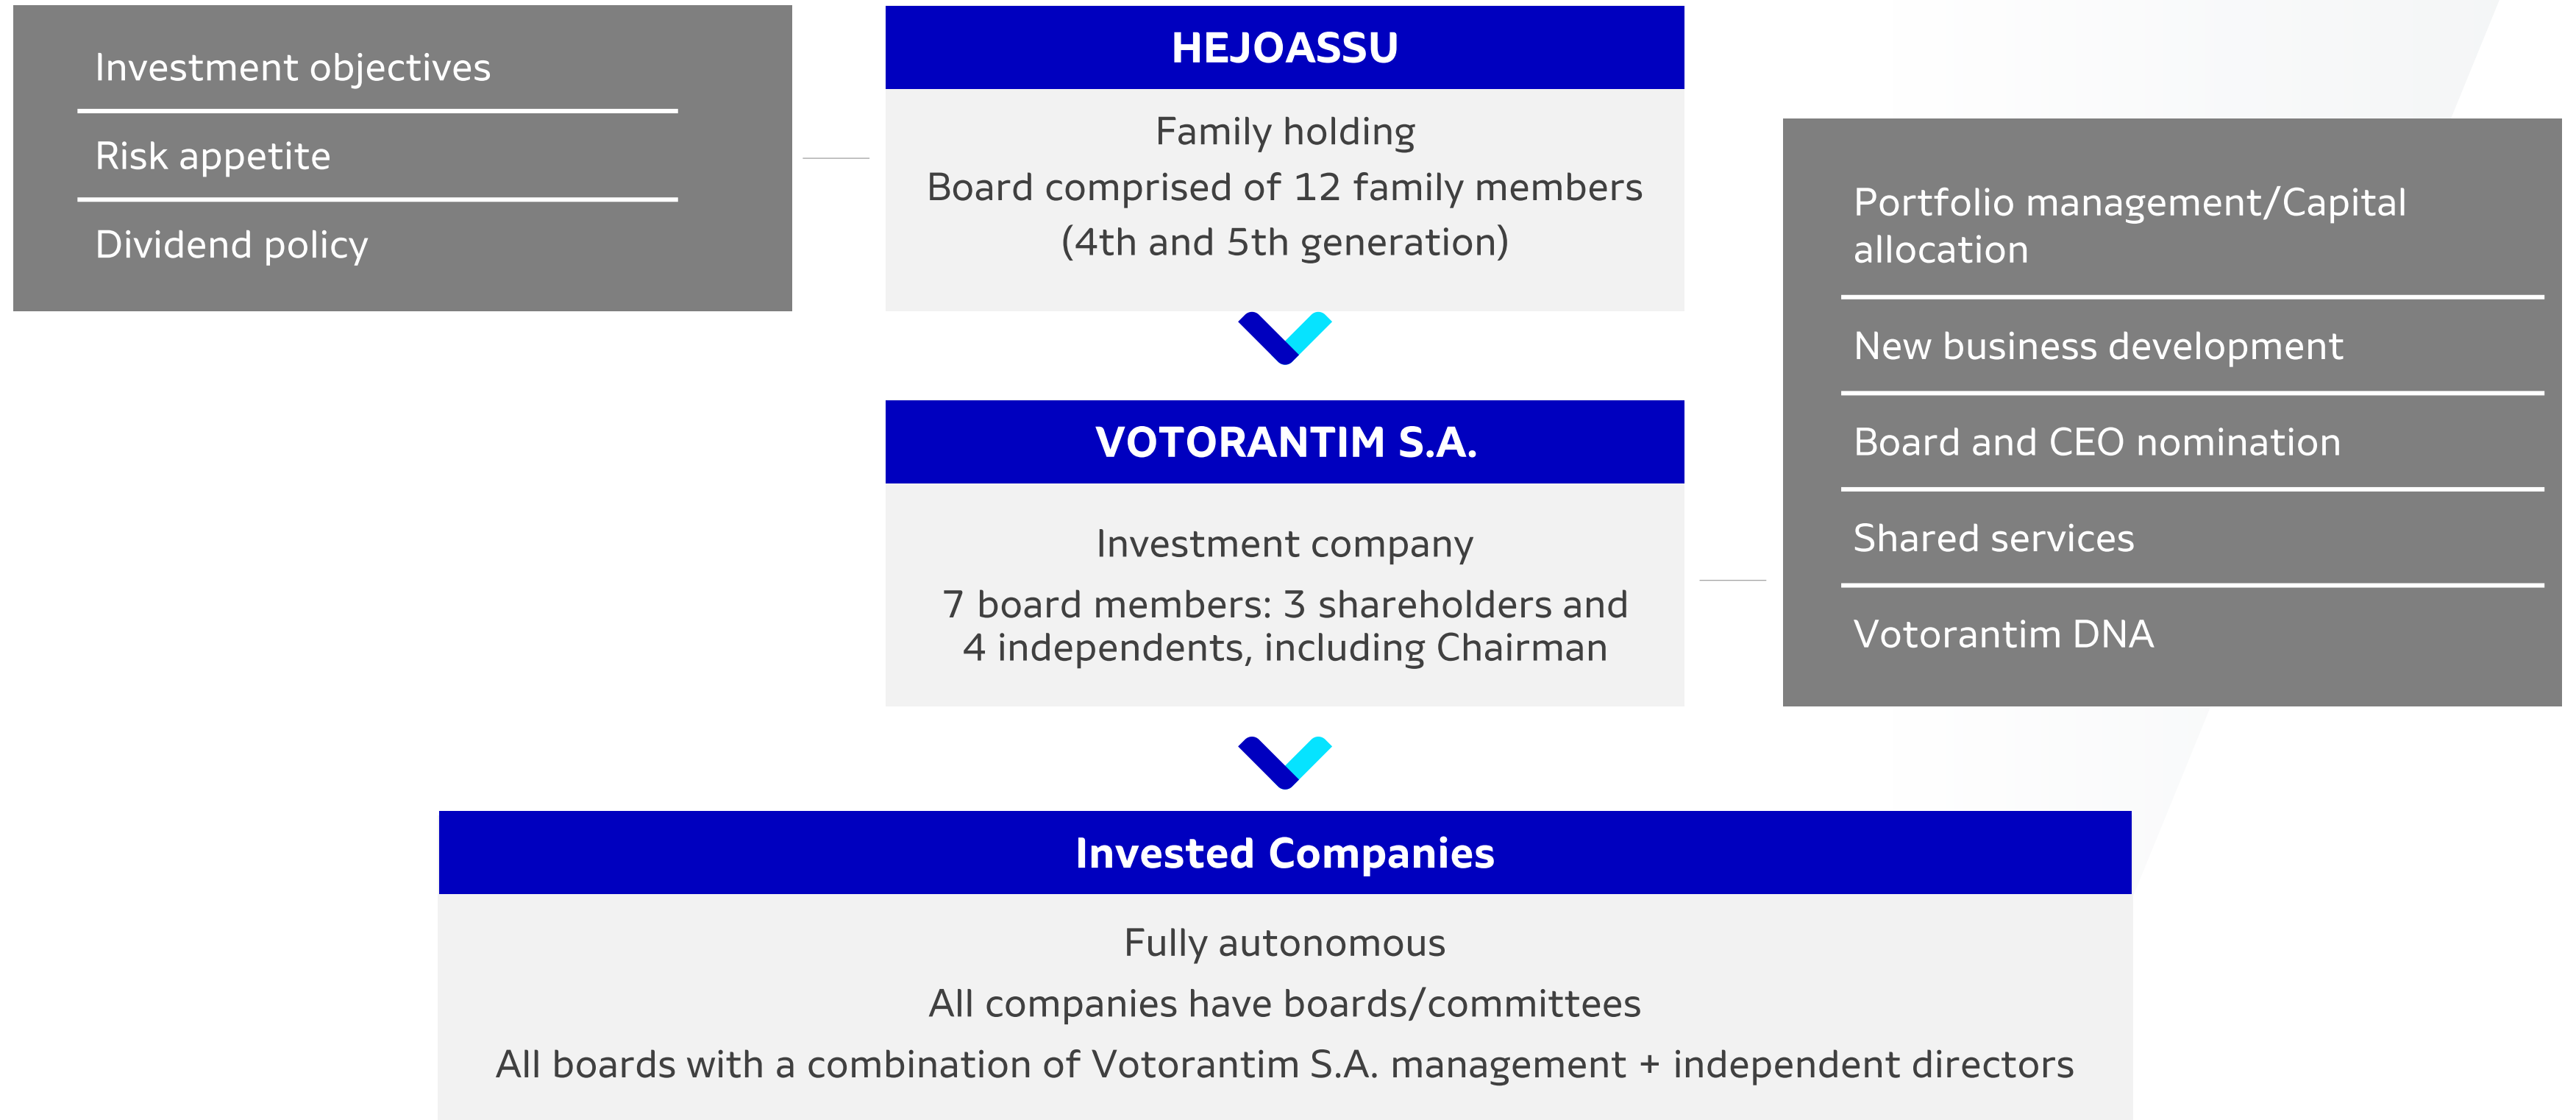 Investment objectives
Risk appetite
Dividend policy
HEJOASSU
Family holding
Board comprised of 12 family members
(4th and 5th generation)
VOTORANTIM S.A.
Investment company
7 board members: 3 shareholders and
4 independents, including Chairman
Portfolio management/Capital
allocation
New business development
Board and CEO nomination
Shared services
Votorantim DNA
Invested Companies
Fully autonomous
All companies have boards/committees
All boards with a combination of Votorantim S.A. management + independent directors